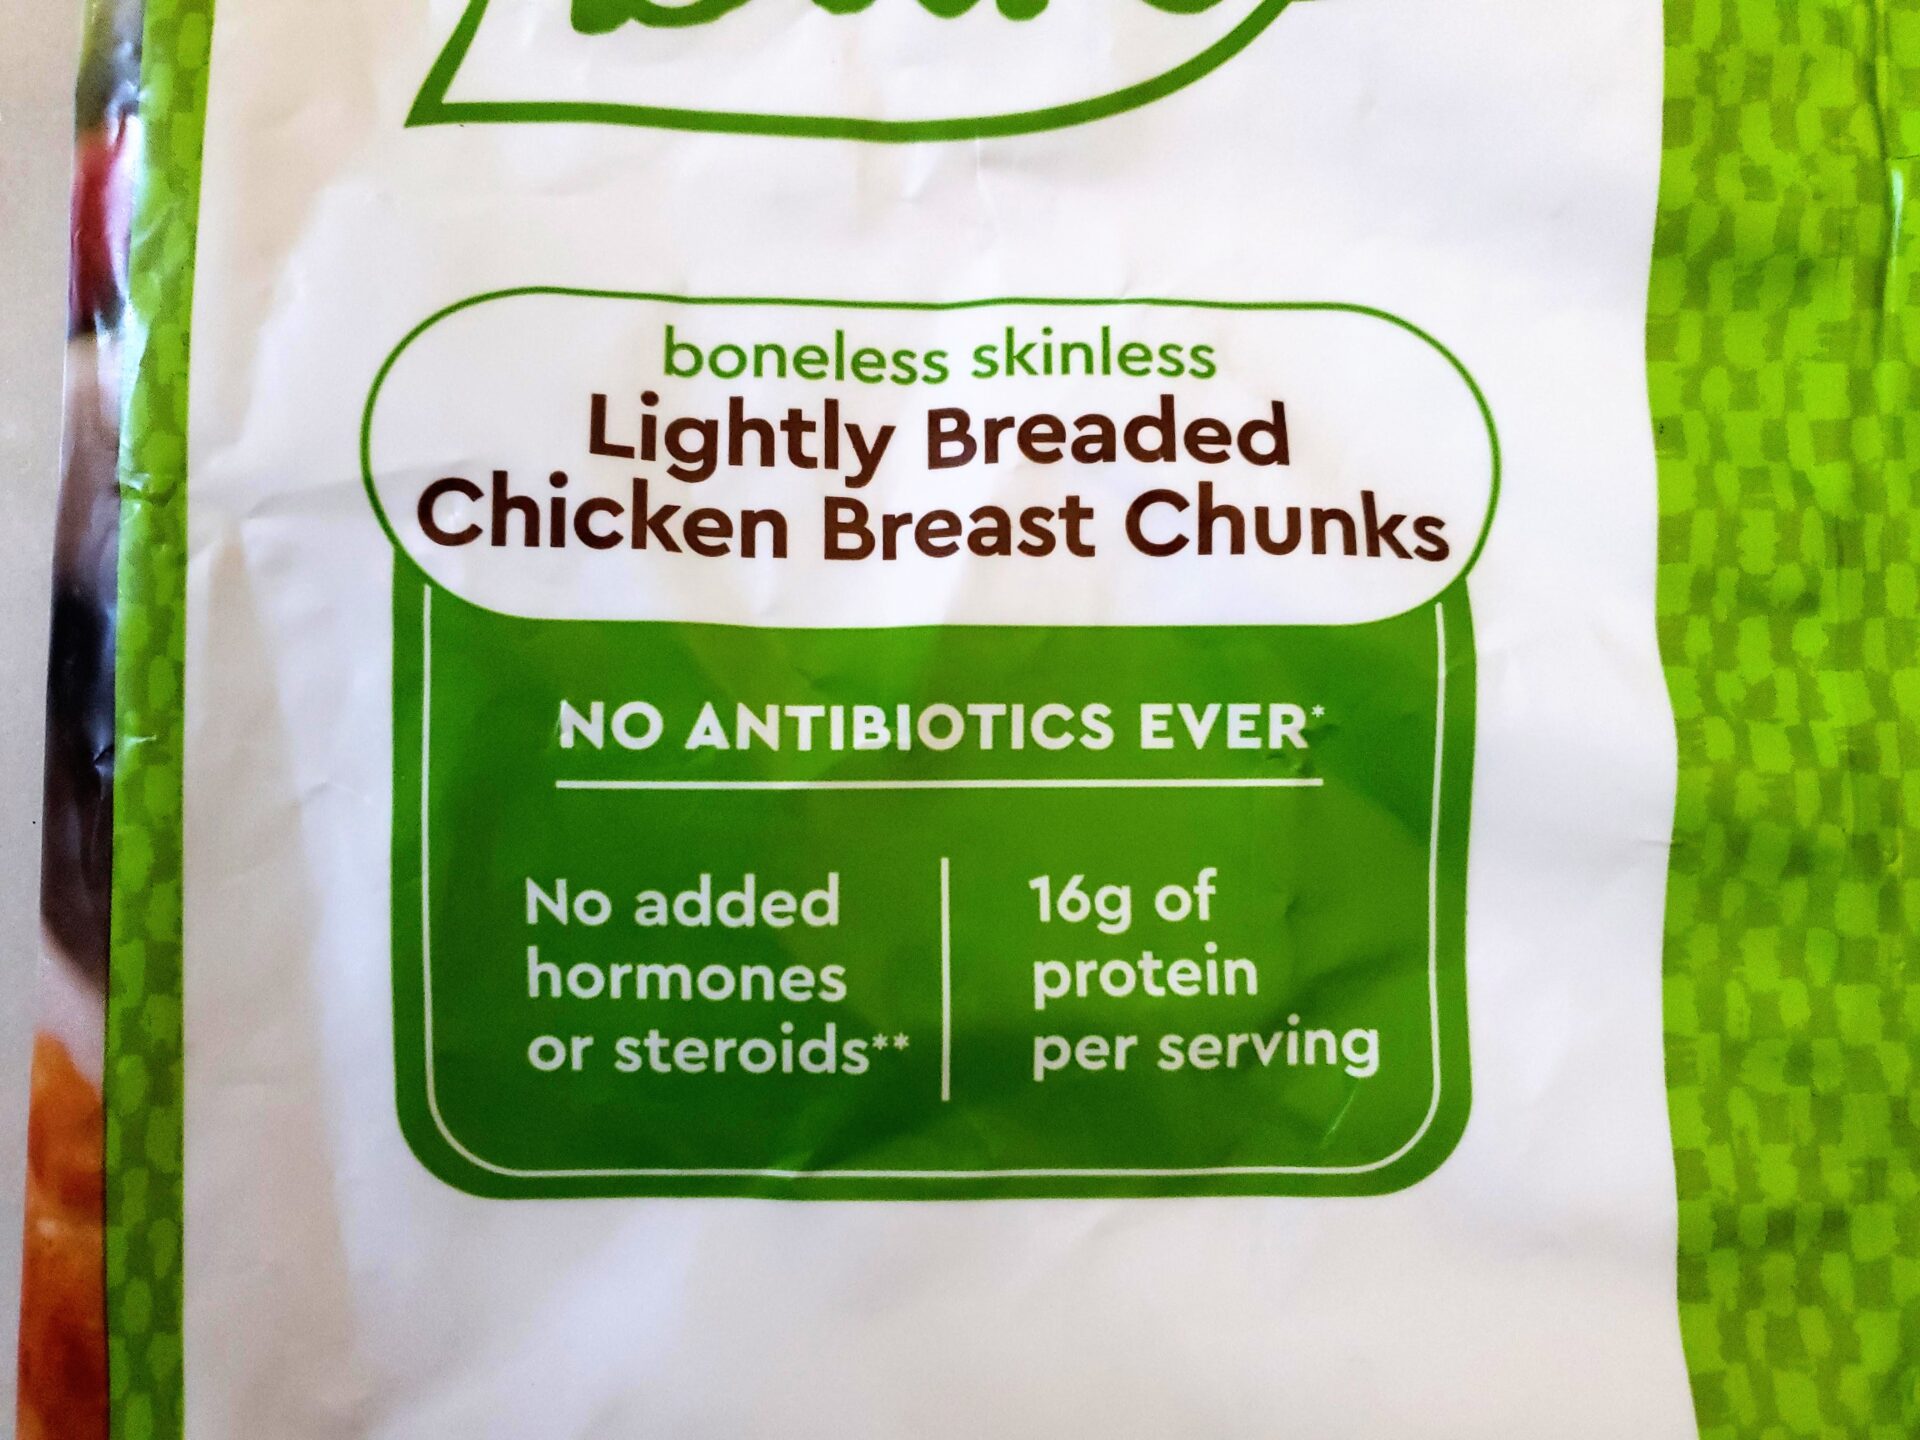 boneless skinless
Lightly Breaded
Chicken Breast Chunks
NO ANTIBIOTICS EVER*
No added
hormones
or steroids**
16g of
protein
per serving